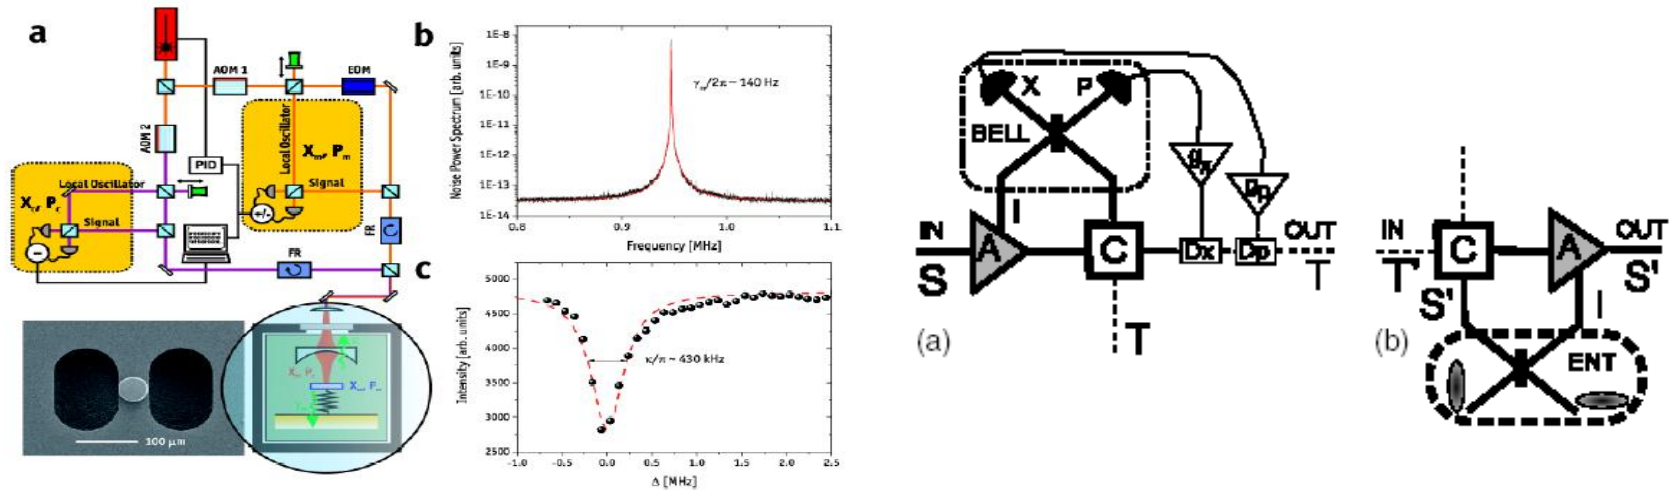 a
AOM 1
EOM
AOM 2
PID
Local Oscillator
Xₘ, Pₘ
Signal
+/-
FR
Local Oscillator
Signal
-
FR
100 µm
b
1E-8
1E-9
1E-10
1E-11
1E-12
1E-13
1E-14
Noise Power Spectrum [arb. units]
γₘ/2π ~ 140 Hz
0.8
0.9
1.0
1.1
Frequency [MHz]
c
5000
4500
4000
3500
3000
2500
Intensity [arb. units]
κ/π ~ 430 kHz
-1.0
-0.5
0.0
0.5
1.0
1.5
2.0
2.5
Δ [MHz]
X
P
BELL
I
IN
S
A
C
Dx
Dp
OUT
T
T
(a)
IN
T'
C
A
OUT
S'
S'
I
ENT
(b)